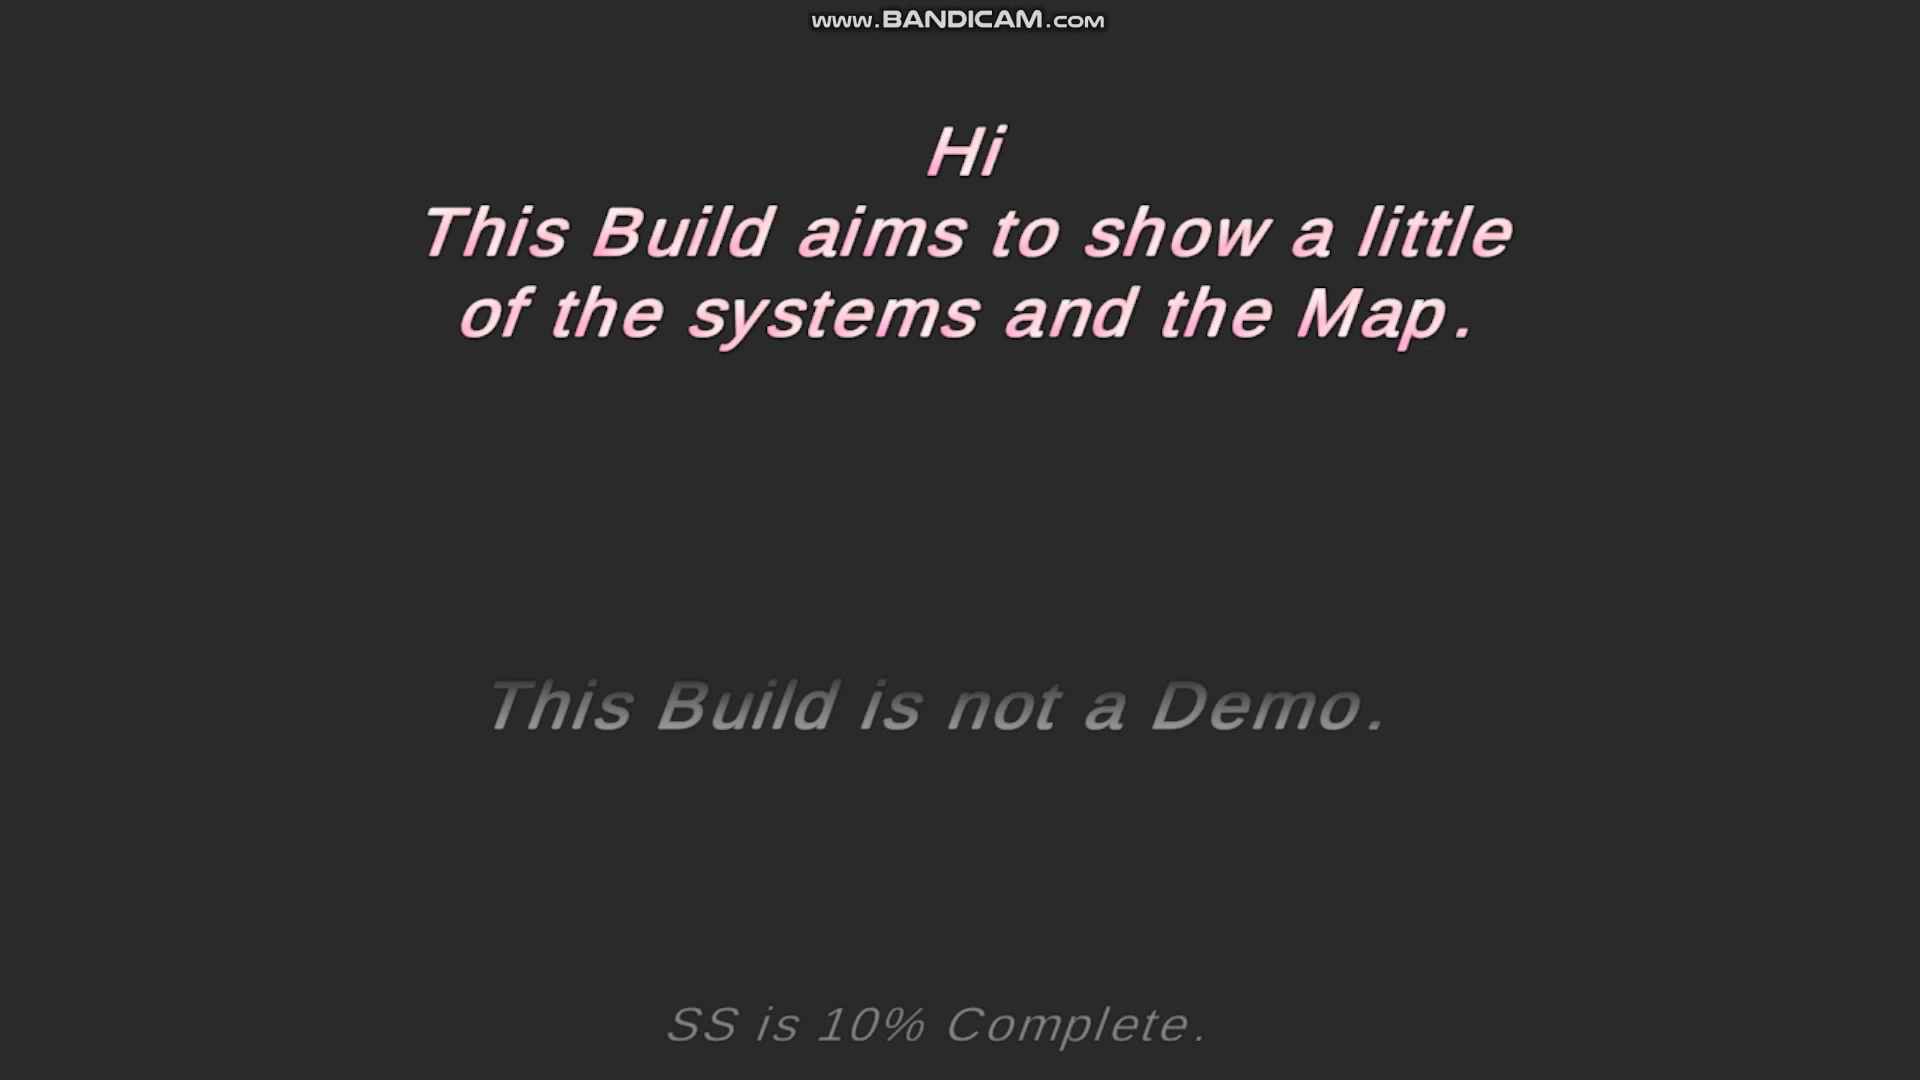 www.BANDICAM.com
Hi
This Build aims to show a little
of the systems and the Map.
This Build is not a Demo.
SS is 10% Complete.